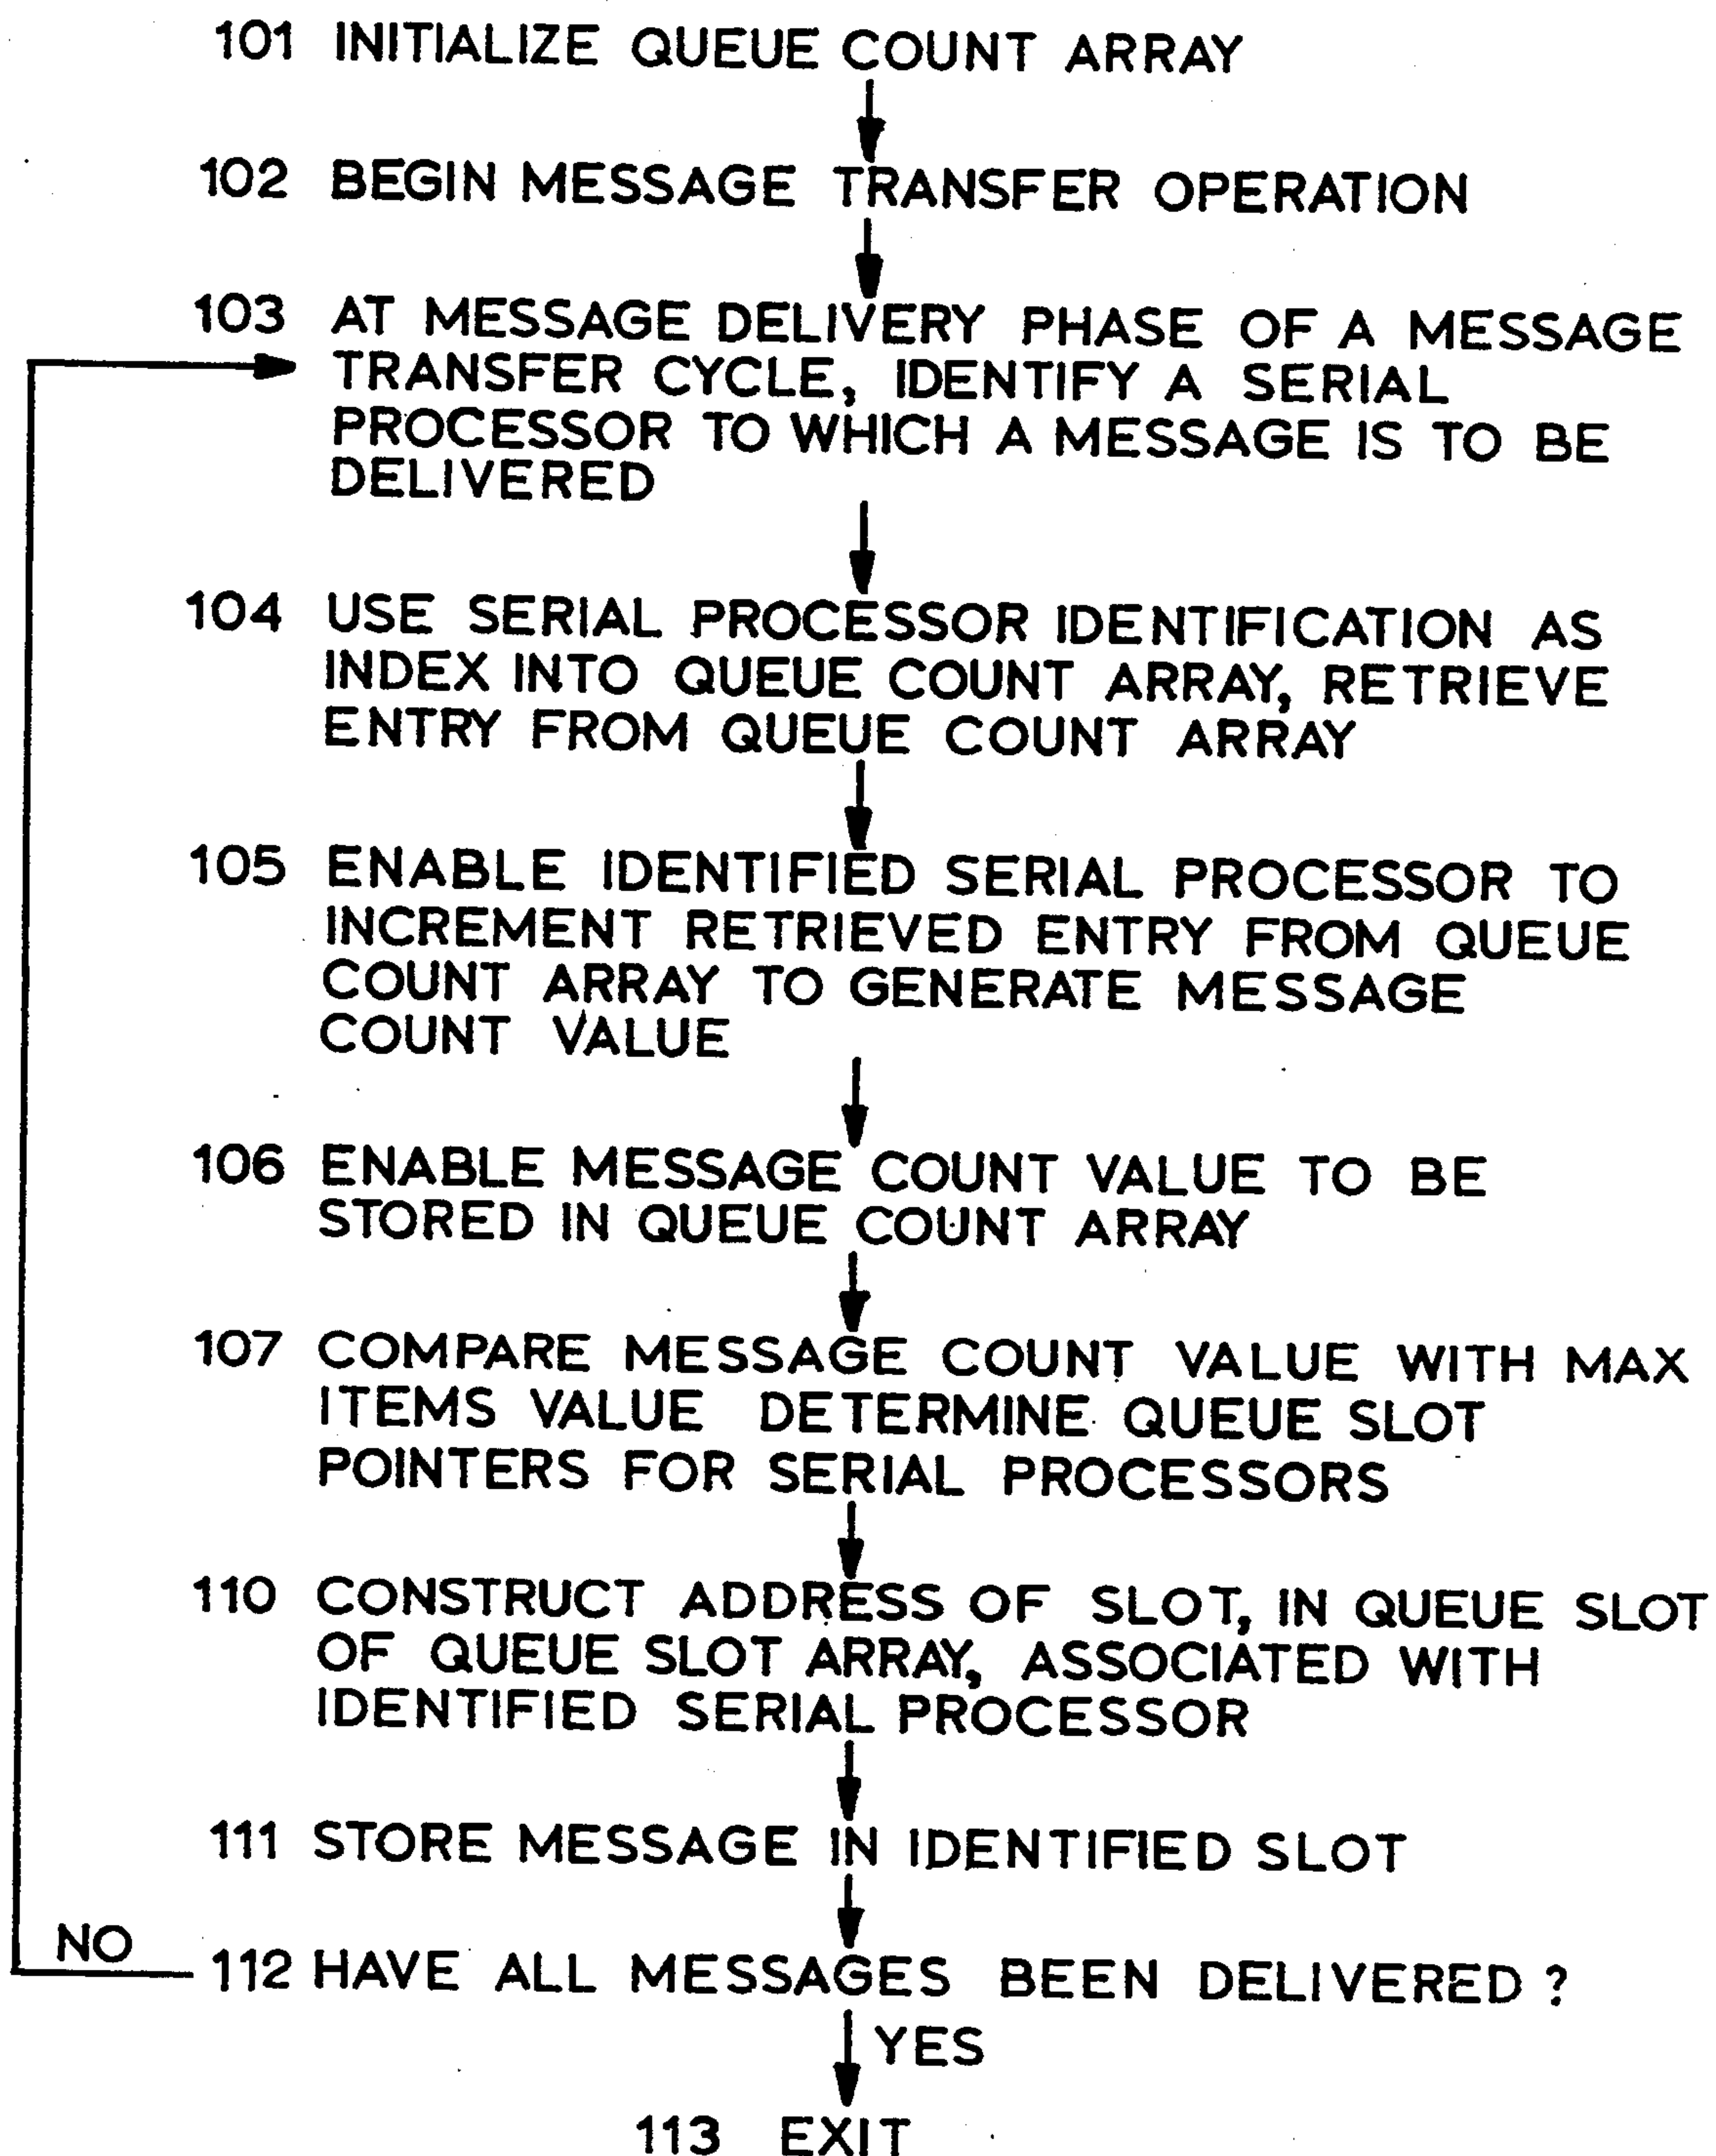 101 INITIALIZE QUEUE COUNT ARRAY
102 BEGIN MESSAGE TRANSFER OPERATION
103 AT MESSAGE DELIVERY PHASE OF A MESSAGE
TRANSFER CYCLE, IDENTIFY A SERIAL
PROCESSOR TO WHICH A MESSAGE IS TO BE
DELIVERED
104 USE SERIAL PROCESSOR IDENTIFICATION AS
INDEX INTO QUEUE COUNT ARRAY, RETRIEVE
ENTRY FROM QUEUE COUNT ARRAY
105 ENABLE IDENTIFIED SERIAL PROCESSOR TO
INCREMENT RETRIEVED ENTRY FROM QUEUE
COUNT ARRAY TO GENERATE MESSAGE
COUNT VALUE
106 ENABLE MESSAGE COUNT VALUE TO BE
STORED IN QUEUE COUNT ARRAY
107 COMPARE MESSAGE COUNT VALUE WITH MAX
ITEMS VALUE DETERMINE QUEUE SLOT
POINTERS FOR SERIAL PROCESSORS
110 CONSTRUCT ADDRESS OF SLOT, IN QUEUE SLOT
OF QUEUE SLOT ARRAY, ASSOCIATED WITH
IDENTIFIED SERIAL PROCESSOR
111 STORE MESSAGE IN IDENTIFIED SLOT
NO
112 HAVE ALL MESSAGES BEEN DELIVERED ?
YES
113 EXIT